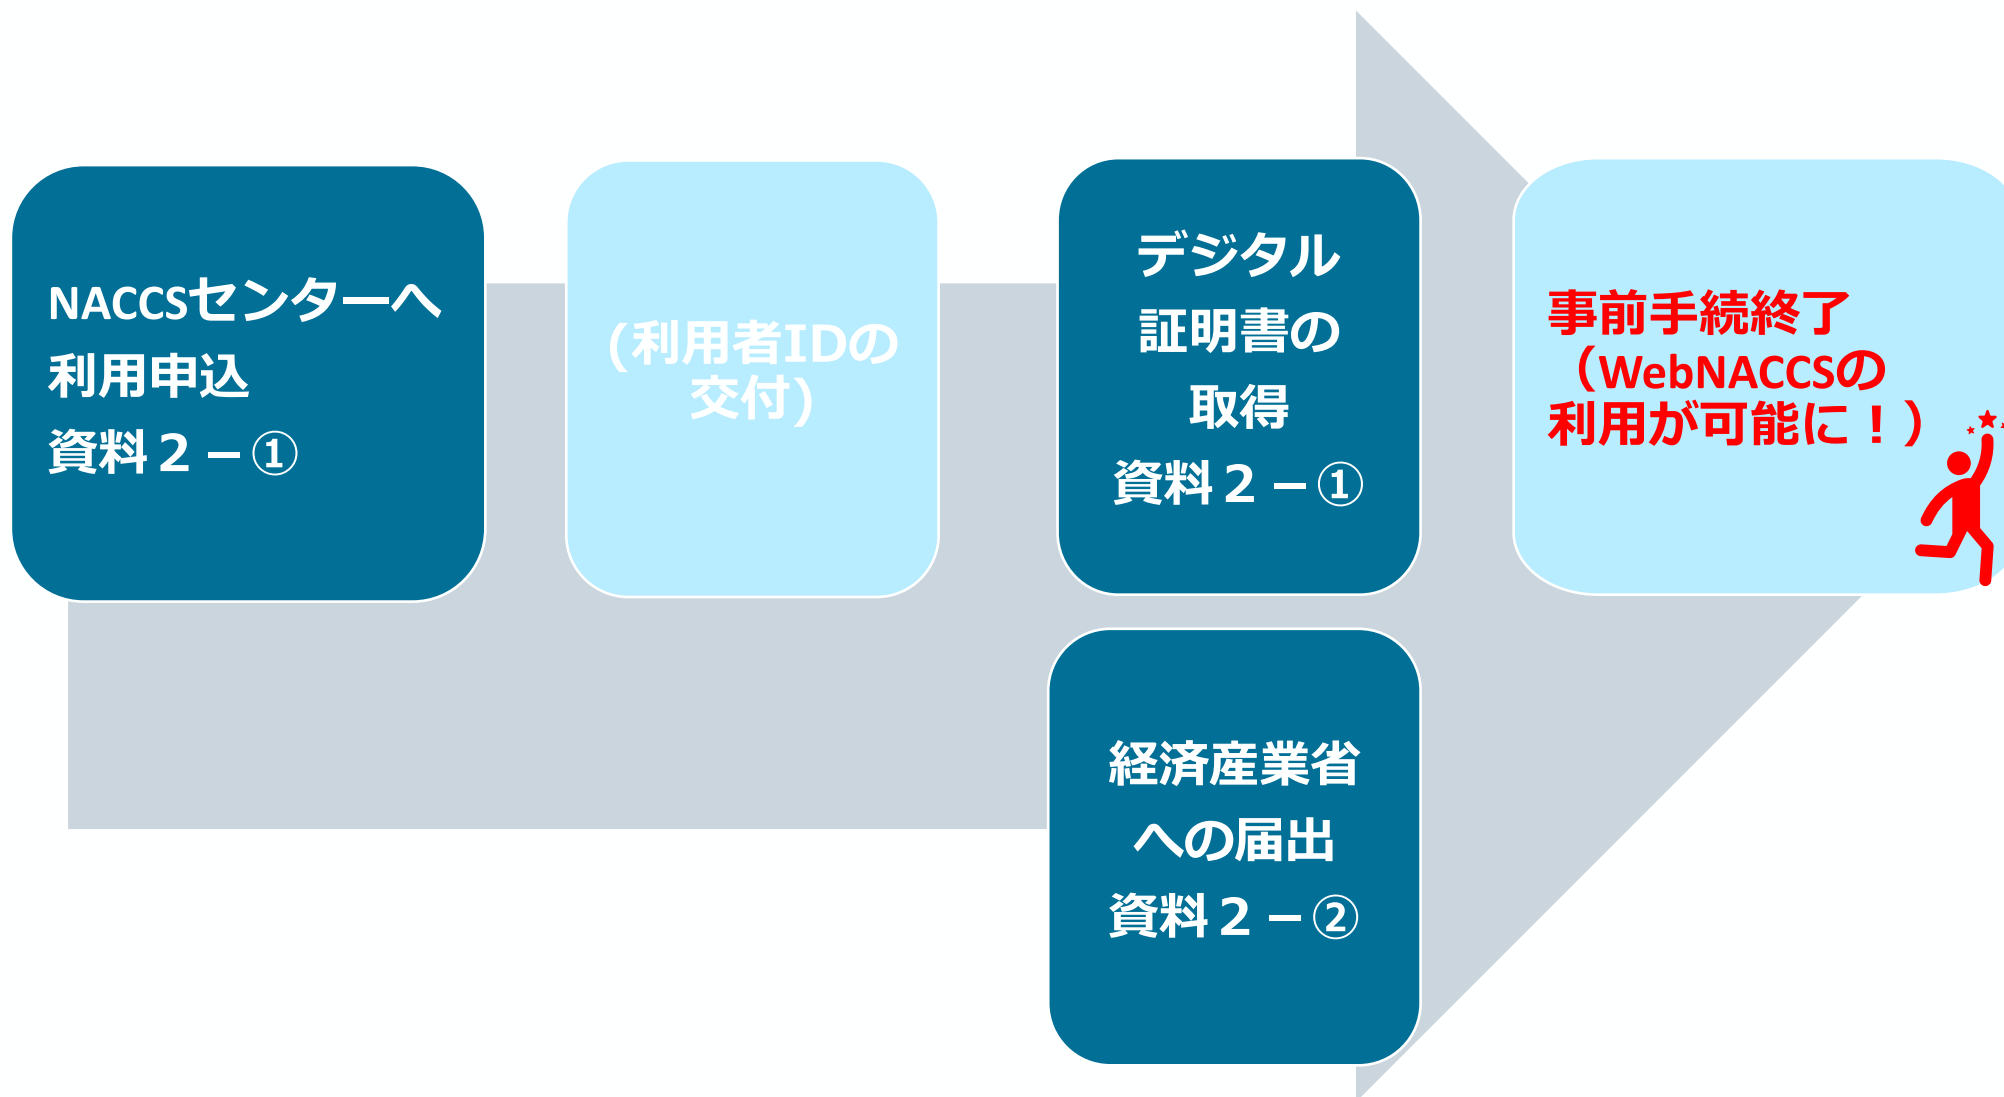 NACCSセンターへ
利用申込
資料２－①
(利用者IDの
交付)
デジタル
証明書の
取得
資料２－①
経済産業省
への届出
資料２－②
事前手続終了
（WebNACCSの
利用が可能に！）